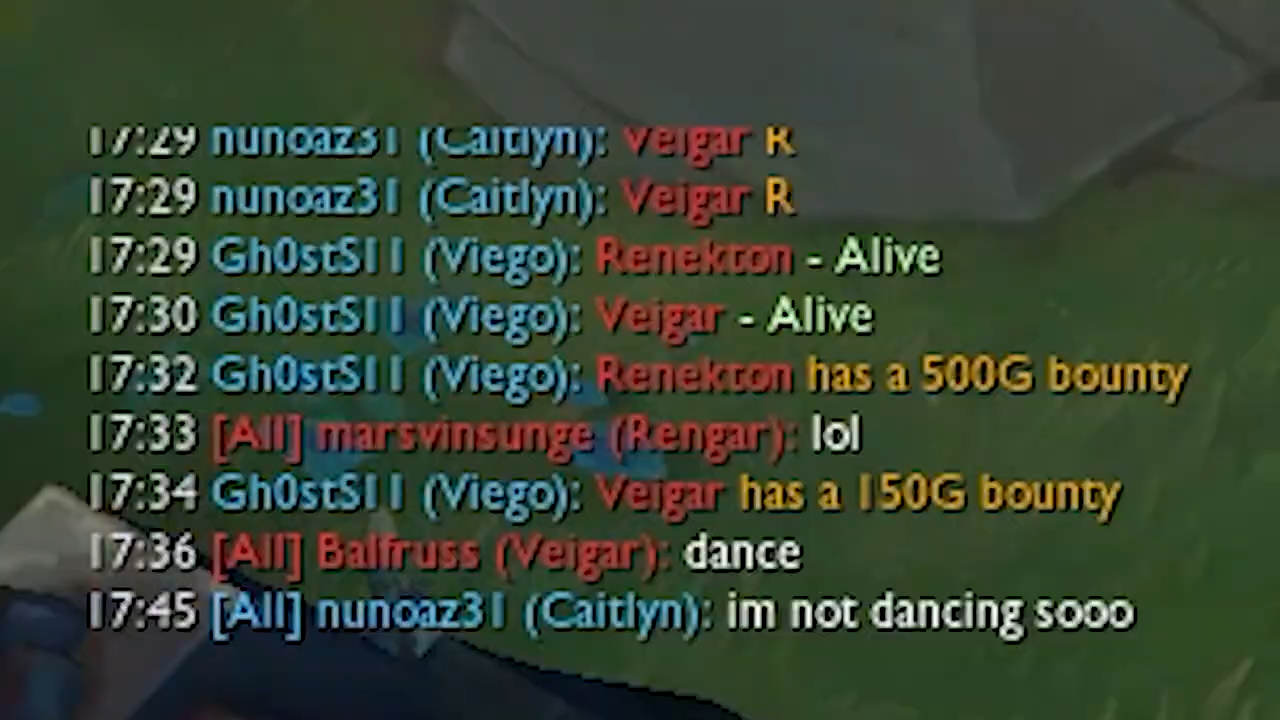 17:29 nunoaz31 (Caitlyn): Veigar R
17:29 nunoaz31 (Caitlyn): Veigar R
17:29 Gh0stS11 (Viego): Renekton - Alive
17:30 Gh0stS11 (Viego): Veigar - Alive
17:32 Gh0stS11 (Viego): Renekton has a 500G bounty
17:33 [All] marsvinsunge (Rengar): lol
17:34 Gh0stS11 (Viego): Veigar has a 150G bounty
17:36 [All] Balfruss (Veigar): dance
17:45 [All] nunoaz31 (Caitlyn): im not dancing sooo